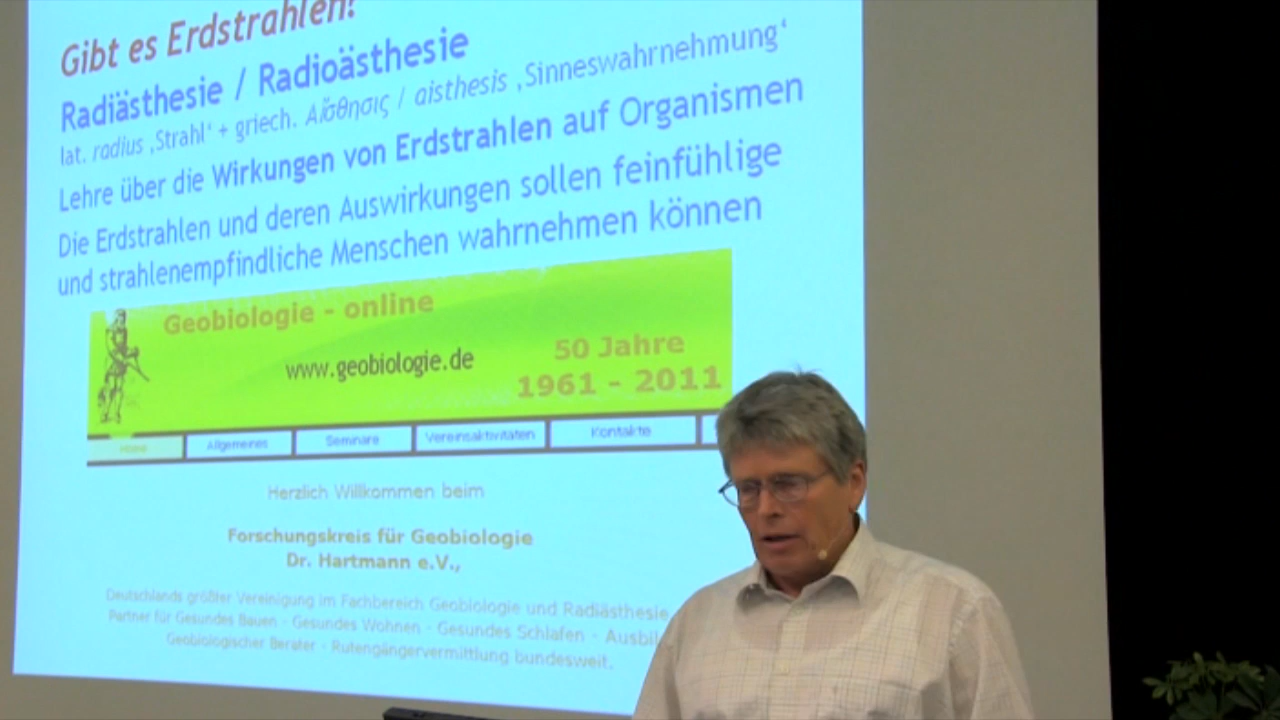 Gibt es Erdstrahlen?
Radiästhesie / Radioästhesie
lat. radius ‚Strahl‘ + griech. Αἴσθησις / aisthesis ‚Sinneswahrnehmung‘
Lehre über die Wirkungen von Erdstrahlen auf Organismen
Die Erdstrahlen und deren Auswirkungen sollen feinfühlige
und strahlenempfindliche Menschen wahrnehmen können
Geobiologie - online
www.geobiologie.de
50 Jahre
1961 - 2011
Home Allgemeines Seminare Vereinsaktivitäten Kontakte
Herzlich Willkommen beim
Forschungskreis für Geobiologie
Dr. Hartmann e.V.,
Deutschlands größter Vereinigung im Fachbereich Geobiologie und Radiästhesie
Partner für Gesundes Bauen - Gesundes Wohnen - Gesundes Schlafen - Ausbil
Geobiologischer Berater - Rutengängervermittlung bundesweit.